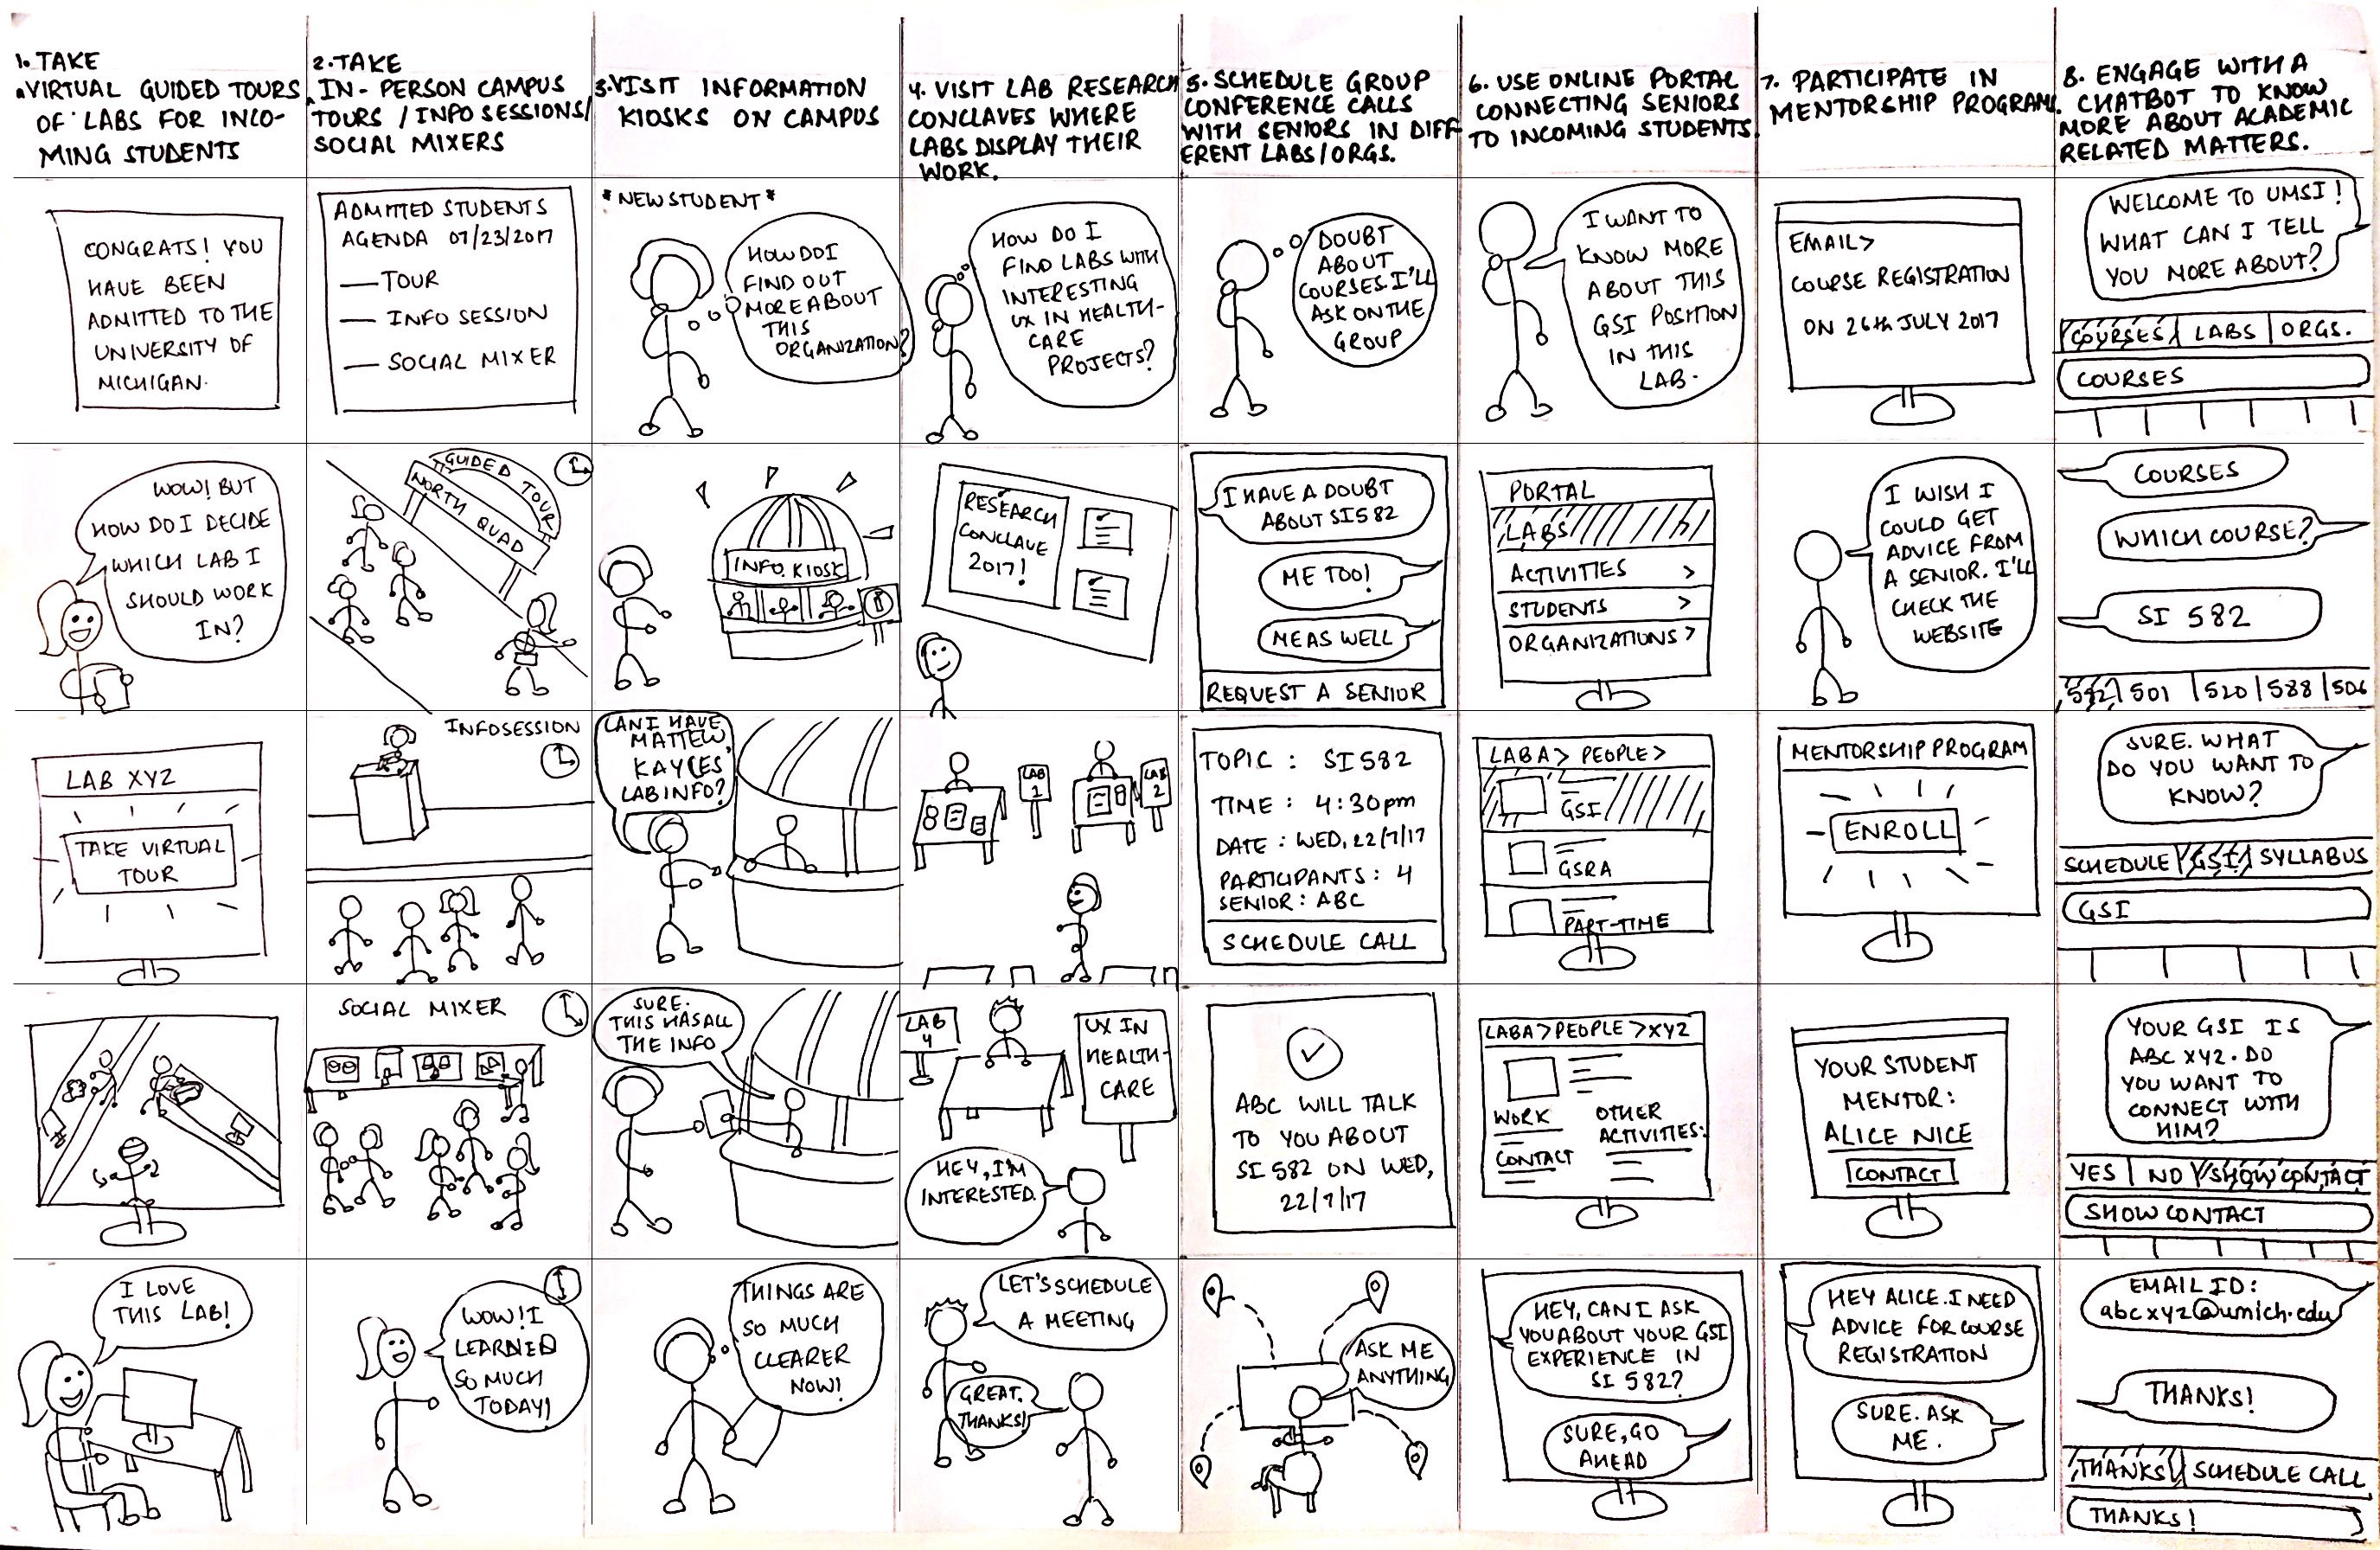 1. TAKE
VIRTUAL GUIDED TOURS
OF LABS FOR INCO-
MING STUDENTS
2. TAKE
IN-PERSON CAMPUS
TOURS / INFO SESSIONS/
SOCIAL MIXERS
3. VISIT INFORMATION
KIOSKS ON CAMPUS
4. VISIT LAB RESEARCH
CONCLAVES WHERE
LABS DISPLAY THEIR
WORK.
5. SCHEDULE GROUP
CONFERENCE CALLS
WITH SENIORS IN DIFF
ERENT LABS/ORGS.
6. USE ONLINE PORTAL
CONNECTING SENIORS
TO INCOMING STUDENTS
7. PARTICIPATE IN
MENTORSHIP PROGRAMS.
8. ENGAGE WITH A
CHATBOT TO KNOW
MORE ABOUT ACADEMIC
RELATED MATTERS.
CONGRATS! YOU
HAVE BEEN
ADMITTED TO THE
UNIVERSITY OF
MICHIGAN.
ADMITTED STUDENTS
AGENDA 07/23/2017
— TOUR
— INFO SESSION
— SOCIAL MIXER
*NEW STUDENT*
HOW DO I
FIND OUT
MORE ABOUT
THIS
ORGANIZATION?
HOW DO I
FIND LABS WITH
INTERESTING
UX IN HEALTH-
CARE
PROJECTS?
DOUBT
ABOUT
COURSES. I'LL
ASK ON THE
GROUP
I WANT TO
KNOW MORE
ABOUT THIS
GSI POSITION
IN THIS
LAB.
EMAIL>
COURSE REGISTRATION
ON 26th JULY 2017
WELCOME TO UMSI!
WHAT CAN I TELL
YOU MORE ABOUT?
COURSES | LABS | ORGS.
COURSES
WOW! BUT
HOW DO I DECIDE
WHICH LAB I
SHOULD WORK
IN?
GUIDED TOUR
NORTH QUAD
INFO. KIOSK
i
RESEARCH
CONCLAVE
2017!
I HAVE A DOUBT
ABOUT SI582
ME TOO!
ME AS WELL
REQUEST A SENIOR
PORTAL
LABS
ACTIVITIES >
STUDENTS >
ORGANIZATIONS >
I WISH I
COULD GET
ADVICE FROM
A SENIOR. I'LL
CHECK THE
WEBSITE
COURSES
WHICH COURSE?
SI 582
582 | 501 | 520 | 588 | 506
LAB XYZ
TAKE VIRTUAL
TOUR
INFOSESSION
CAN I HAVE
MATTEW
KAYCES
LAB INFO?
LAB
1
LAB
2
TOPIC : SI582
TIME : 4:30pm
DATE : WED, 22/7/17
PARTICIPANTS : 4
SENIOR : ABC
SCHEDULE CALL
LABA> PEOPLE>
GSI
GSRA
PART-TIME
MENTORSHIP PROGRAM
ENROLL
SURE. WHAT
DO YOU WANT TO
KNOW?
SCHEDULE | GSI | SYLLABUS
GSI
SOCIAL MIXER
SURE.
THIS HAS ALL
THE INFO
LAB
4
UX IN
HEALTH-
CARE
HEY, I'M
INTERESTED.
ABC WILL TALK
TO YOU ABOUT
SI 582 ON WED,
22/7/17
LABA>PEOPLE>XYZ
WORK
CONTACT
OTHER
ACTIVITIES:
YOUR STUDENT
MENTOR:
ALICE NICE
CONTACT
YOUR GSI IS
ABC XYZ. DO
YOU WANT TO
CONNECT WITH
HIM?
YES | NO | SHOW CONTACT
SHOW CONTACT
I LOVE
THIS LAB!
WOW! I
LEARNED
SO MUCH
TODAY!
THINGS ARE
SO MUCH
CLEARER
NOW!
LET'S SCHEDULE
A MEETING
GREAT.
THANKS!
ASK ME
ANYTHING
HEY, CAN I ASK
YOU ABOUT YOUR GSI
EXPERIENCE IN
SI 582?
SURE, GO
AHEAD
HEY ALICE. I NEED
ADVICE FOR COURSE
REGISTRATION
SURE. ASK
ME.
EMAIL ID:
abcxyz@umich.edu
THANKS!
THANKS | SCHEDULE CALL
THANKS!